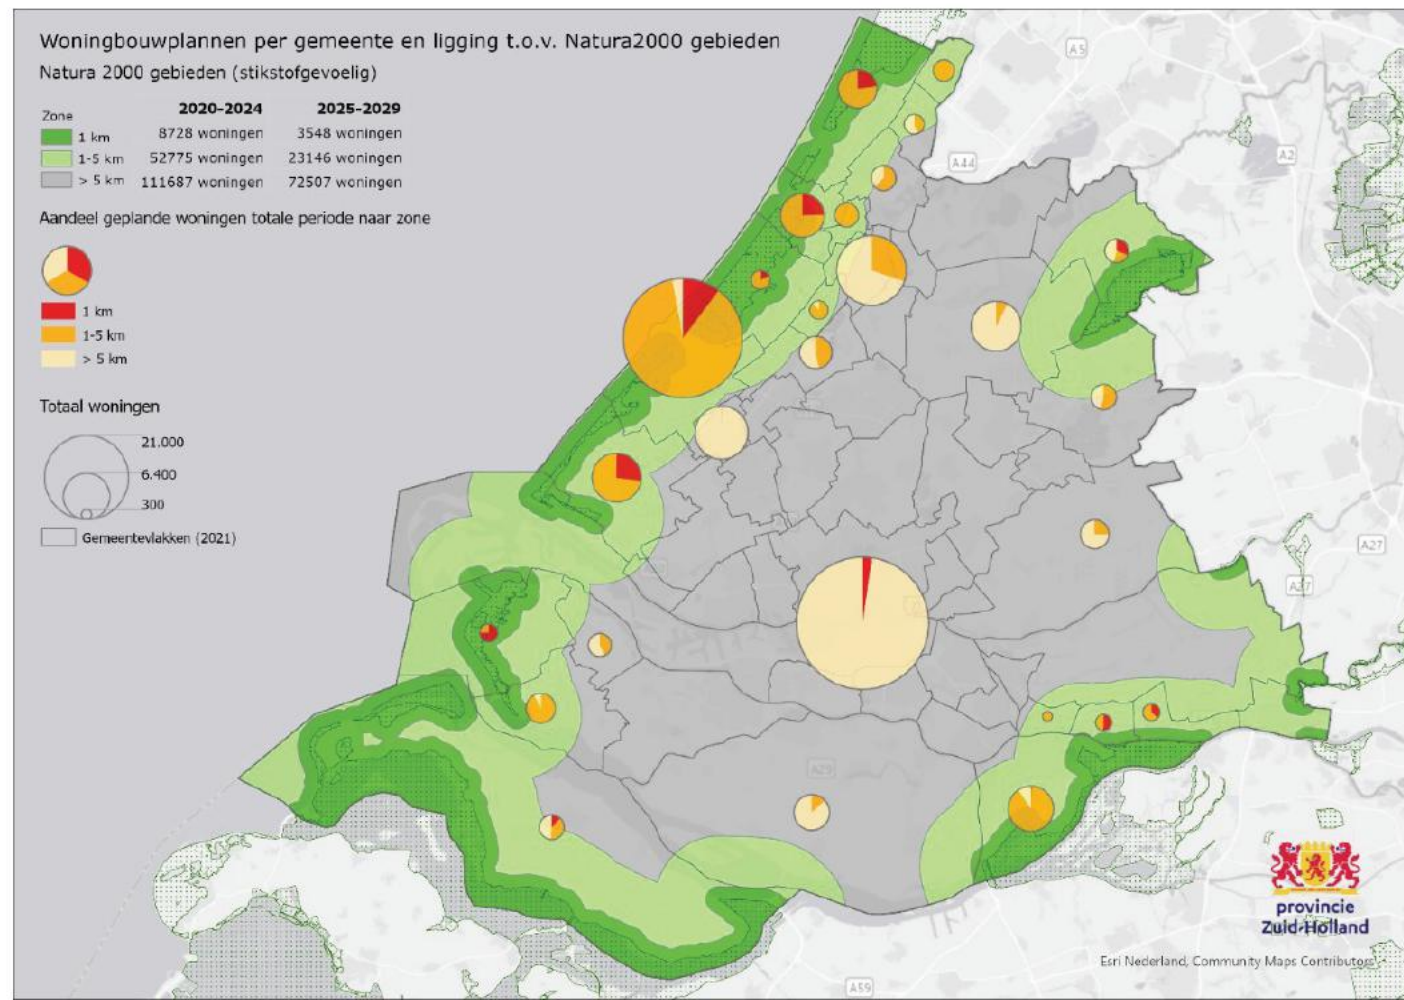 Woningbouwplannen per gemeente en ligging t.o.v. Natura2000 gebieden
Natura 2000 gebieden (stikstofgevoelig)
Zone 2020-2024 2025-2029
1 km 8728 woningen 3548 woningen
1-5 km 52775 woningen 23146 woningen
> 5 km 111687 woningen 72507 woningen
Aandeel geplande woningen totale periode naar zone
1 km
1-5 km
> 5 km
Totaal woningen
21.000
6.400
300
Gemeentevlakken (2021)
A5
A44
A2
A27
A27
A29
A59
provincie
Zuid-Holland
Esri Nederland, Community Maps Contributors